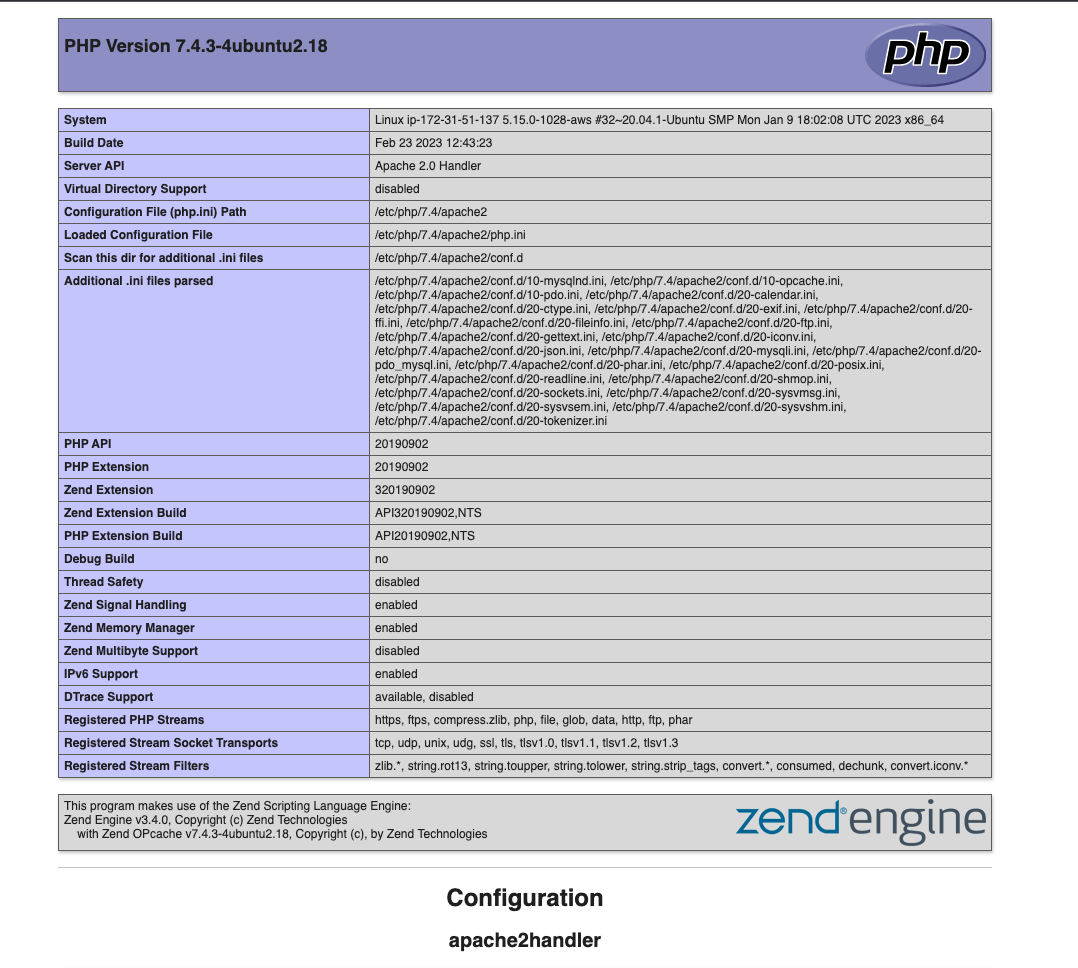 PHP Version 7.4.3-4ubuntu2.18
php
System Linux ip-172-31-51-137 5.15.0-1028-aws #32~20.04.1-Ubuntu SMP Mon Jan 9 18:02:08 UTC 2023 x86_64
Build Date Feb 23 2023 12:43:23
Server API Apache 2.0 Handler
Virtual Directory Support disabled
Configuration File (php.ini) Path /etc/php/7.4/apache2
Loaded Configuration File /etc/php/7.4/apache2/php.ini
Scan this dir for additional .ini files /etc/php/7.4/apache2/conf.d
Additional .ini files parsed /etc/php/7.4/apache2/conf.d/10-mysqlnd.ini, /etc/php/7.4/apache2/conf.d/10-opcache.ini,
/etc/php/7.4/apache2/conf.d/10-pdo.ini, /etc/php/7.4/apache2/conf.d/20-calendar.ini,
/etc/php/7.4/apache2/conf.d/20-ctype.ini, /etc/php/7.4/apache2/conf.d/20-exif.ini, /etc/php/7.4/apache2/conf.d/20-
ffi.ini, /etc/php/7.4/apache2/conf.d/20-fileinfo.ini, /etc/php/7.4/apache2/conf.d/20-ftp.ini,
/etc/php/7.4/apache2/conf.d/20-gettext.ini, /etc/php/7.4/apache2/conf.d/20-iconv.ini,
/etc/php/7.4/apache2/conf.d/20-json.ini, /etc/php/7.4/apache2/conf.d/20-mysqli.ini, /etc/php/7.4/apache2/conf.d/20-
pdo_mysql.ini, /etc/php/7.4/apache2/conf.d/20-phar.ini, /etc/php/7.4/apache2/conf.d/20-posix.ini,
/etc/php/7.4/apache2/conf.d/20-readline.ini, /etc/php/7.4/apache2/conf.d/20-shmop.ini,
/etc/php/7.4/apache2/conf.d/20-sockets.ini, /etc/php/7.4/apache2/conf.d/20-sysvmsg.ini,
/etc/php/7.4/apache2/conf.d/20-sysvsem.ini, /etc/php/7.4/apache2/conf.d/20-sysvshm.ini,
/etc/php/7.4/apache2/conf.d/20-tokenizer.ini
PHP API 20190902
PHP Extension 20190902
Zend Extension 320190902
Zend Extension Build API320190902,NTS
PHP Extension Build API20190902,NTS
Debug Build no
Thread Safety disabled
Zend Signal Handling enabled
Zend Memory Manager enabled
Zend Multibyte Support disabled
IPv6 Support enabled
DTrace Support available, disabled
Registered PHP Streams https, ftps, compress.zlib, php, file, glob, data, http, ftp, phar
Registered Stream Socket Transports tcp, udp, unix, udg, ssl, tls, tlsv1.0, tlsv1.1, tlsv1.2, tlsv1.3
Registered Stream Filters zlib.*, string.rot13, string.toupper, string.tolower, string.strip_tags, convert.*, consumed, dechunk, convert.iconv.*
This program makes use of the Zend Scripting Language Engine:
Zend Engine v3.4.0, Copyright (c) Zend Technologies
with Zend OPcache v7.4.3-4ubuntu2.18, Copyright (c), by Zend Technologies
zend®engine
Configuration
apache2handler